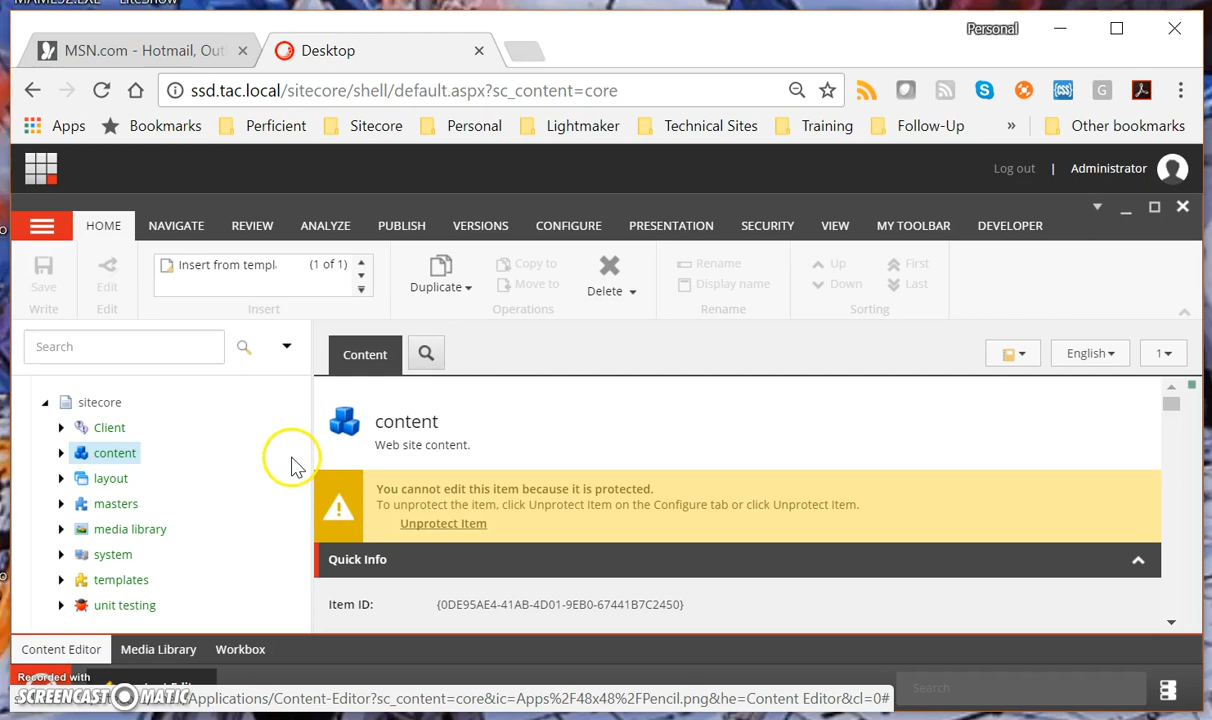 Personal
MSN.com - Hotmail, Outl
Desktop
ssd.tac.local/sitecore/shell/default.aspx?sc_content=core
Apps Bookmarks Perficient Sitecore Personal Lightmaker Technical Sites Training Follow-Up » Other bookmarks
Log out | Administrator
HOME NAVIGATE REVIEW ANALYZE PUBLISH VERSIONS CONFIGURE PRESENTATION SECURITY VIEW MY TOOLBAR DEVELOPER
Save
Write
Edit
Edit
Insert from templ (1 of 1)
Insert
Duplicate
Copy to
Move to
Delete
Operations
Rename
Display name
Rename
Up First
Down Last
Sorting
Search
Content
English
1
sitecore
Client
content
layout
masters
media library
system
templates
unit testing
content
Web site content.
You cannot edit this item because it is protected.
To unprotect the item, click Unprotect Item on the Configure tab or click Unprotect Item.
Unprotect Item
Quick Info
Item ID: {0DE95AE4-41AB-4D01-9EB0-67441B7C2450}
Content Editor Media Library Workbox
Recorded with
SCREENCAST MATIC
Applications/Content-Editor?sc_content=core&ic=Apps%2F48x48%2FPencil.png&he=Content Editor&cl=0#
Search